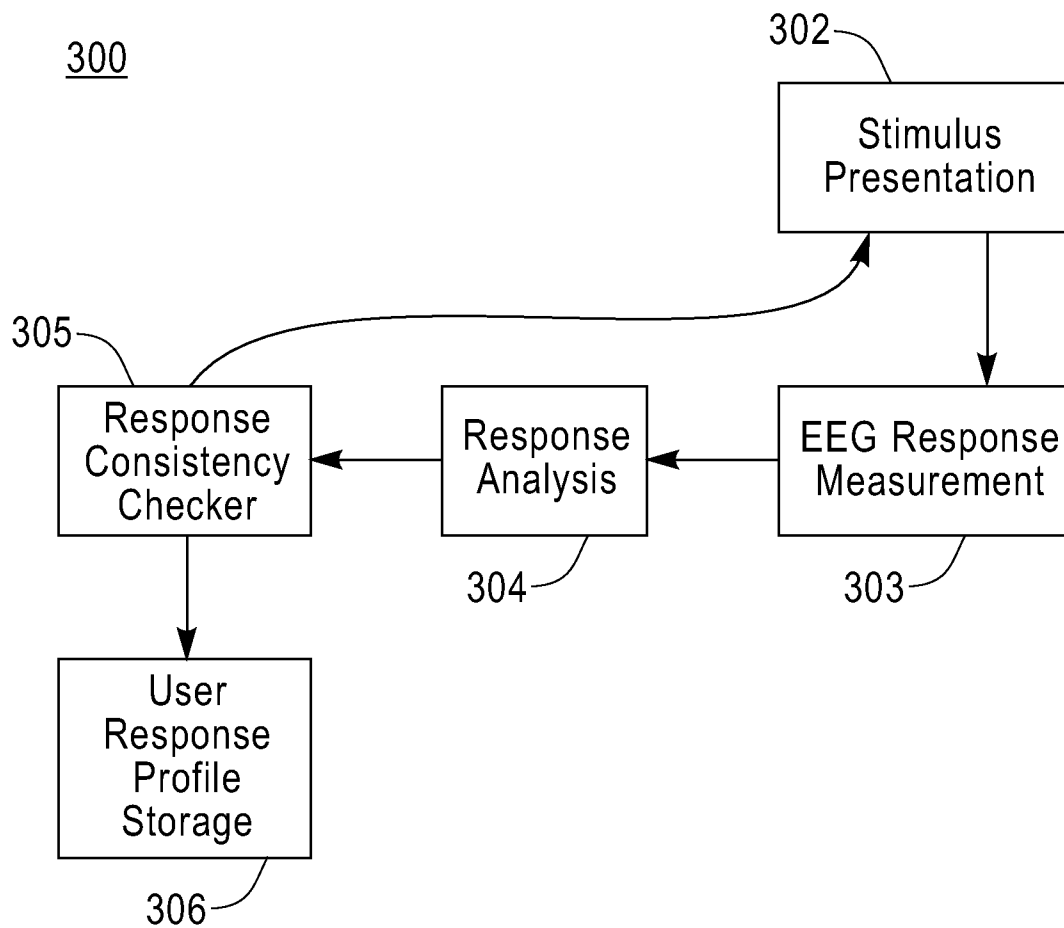 300
302
Stimulus
Presentation
305
Response
Consistency
Checker
Response
Analysis
EEG Response
Measurement
304
303
User
Response
Profile
Storage
306